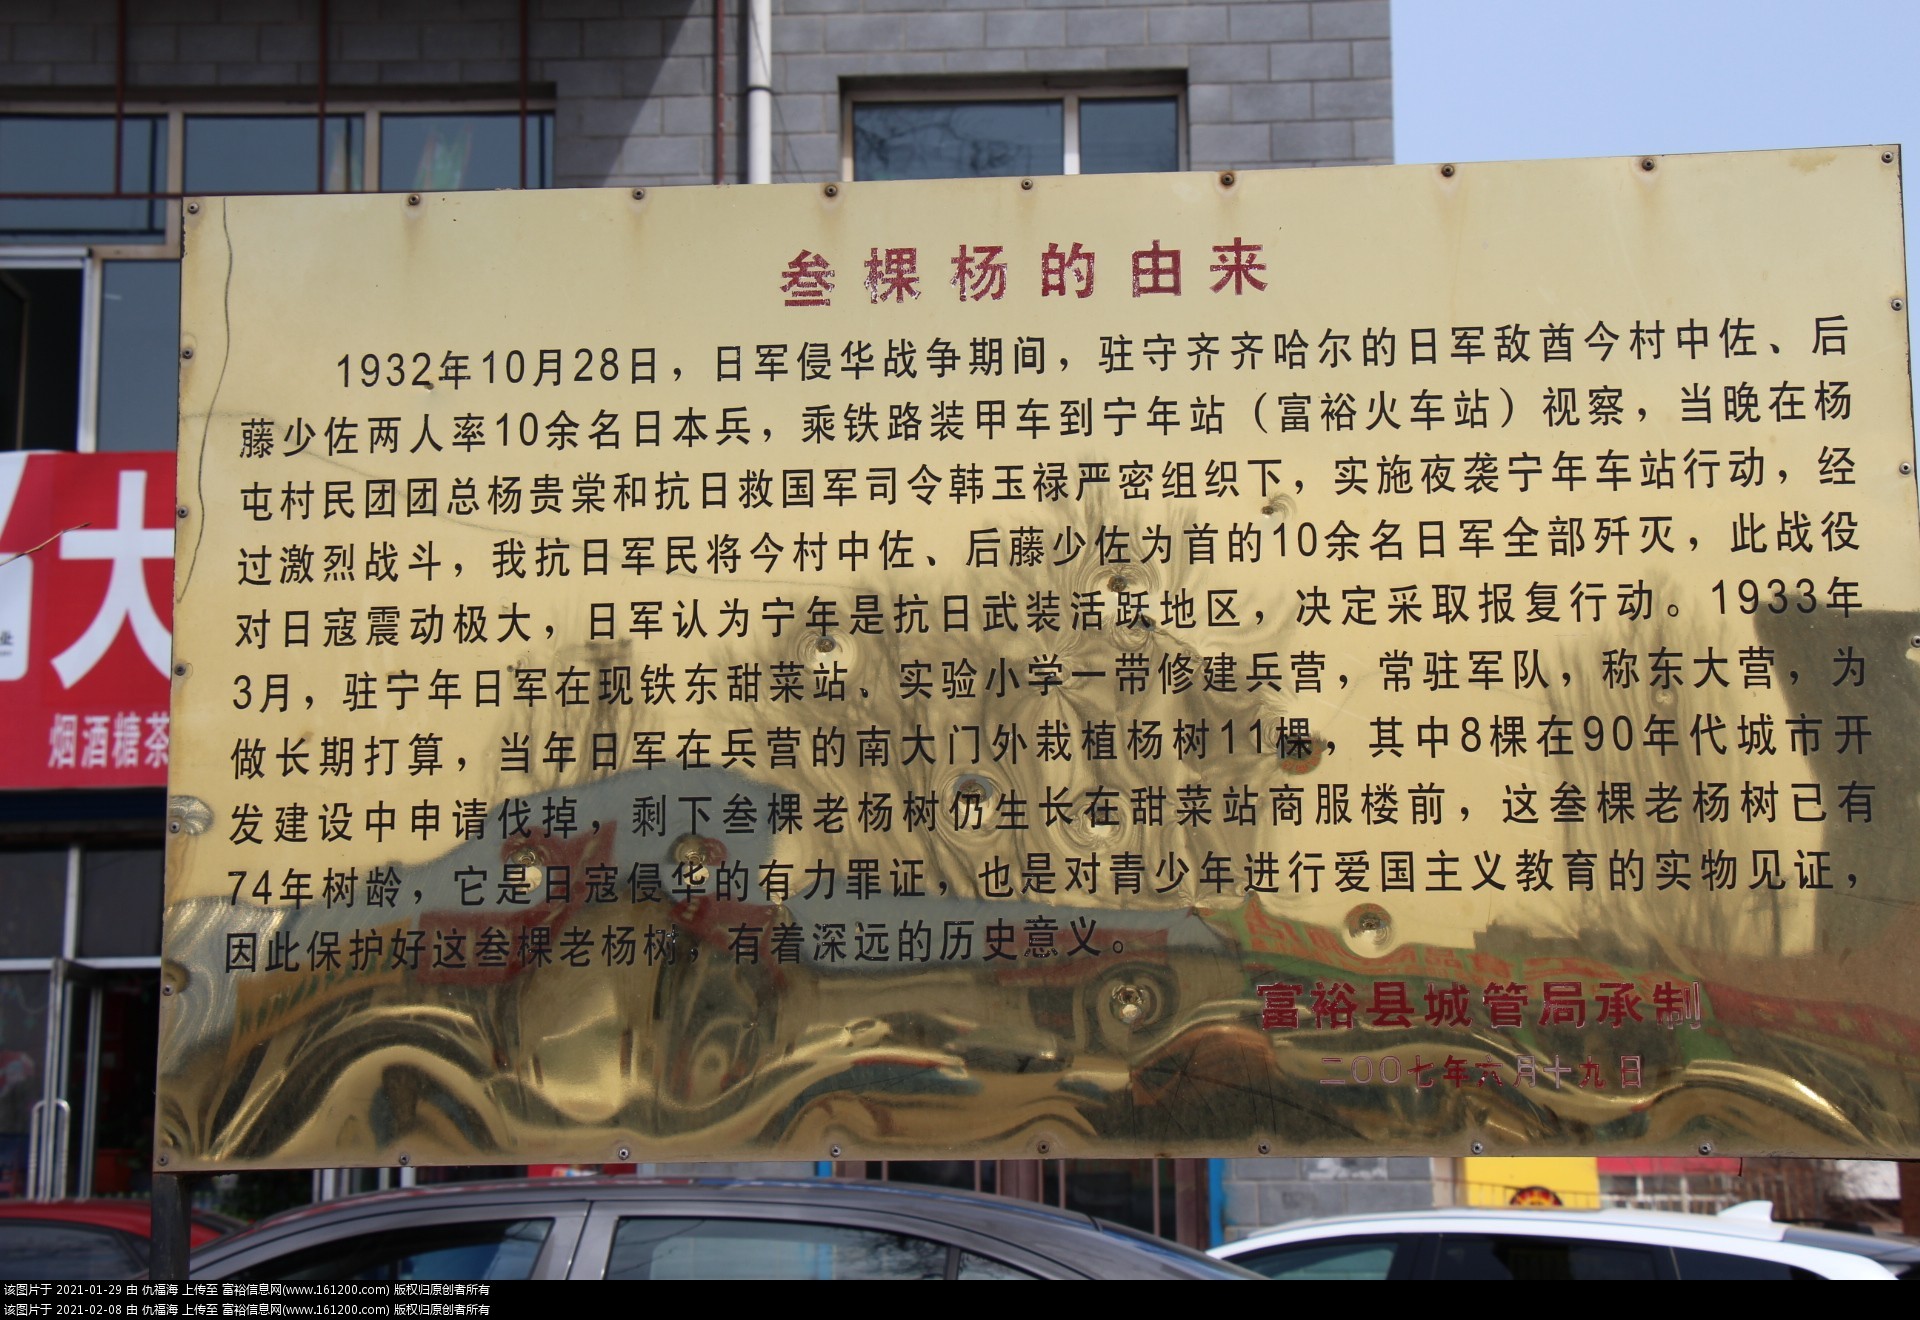 叁棵杨的由来
1932年10月28日，日军侵华战争期间，驻守齐齐哈尔的日军敌酋今村中佐、后
藤少佐两人率10余名日本兵，乘铁路装甲车到宁年站（富裕火车站）视察，当晚在杨
屯村民团团总杨贵棠和抗日救国军司令韩玉禄严密组织下，实施夜袭宁年车站行动，经
过激烈战斗，我抗日军民将今村中佐、后藤少佐为首的10余名日军全部歼灭，此战役
对日寇震动极大，日军认为宁年是抗日武装活跃地区，决定采取报复行动。1933年
3月，驻宁年日军在现铁东甜菜站、实验小学一带修建兵营，常驻军队，称东大营，为
做长期打算，当年日军在兵营的南大门外栽植杨树11棵，其中8棵在90年代城市开
发建设中申请伐掉，剩下叁棵老杨树仍生长在甜菜站商服楼前，这叁棵老杨树已有
74年树龄，它是日寇侵华的有力罪证，也是对青少年进行爱国主义教育的实物见证，
因此保护好这叁棵老杨树，有着深远的历史意义。
富裕县城管局承制
二〇〇七年六月十九日
大
业
烟酒糖茶
该图片于 2021-01-29 由 仇福海 上传至 富裕信息网(www.161200.com) 版权归原创者所有
该图片于 2021-02-08 由 仇福海 上传至 富裕信息网(www.161200.com) 版权归原创者所有